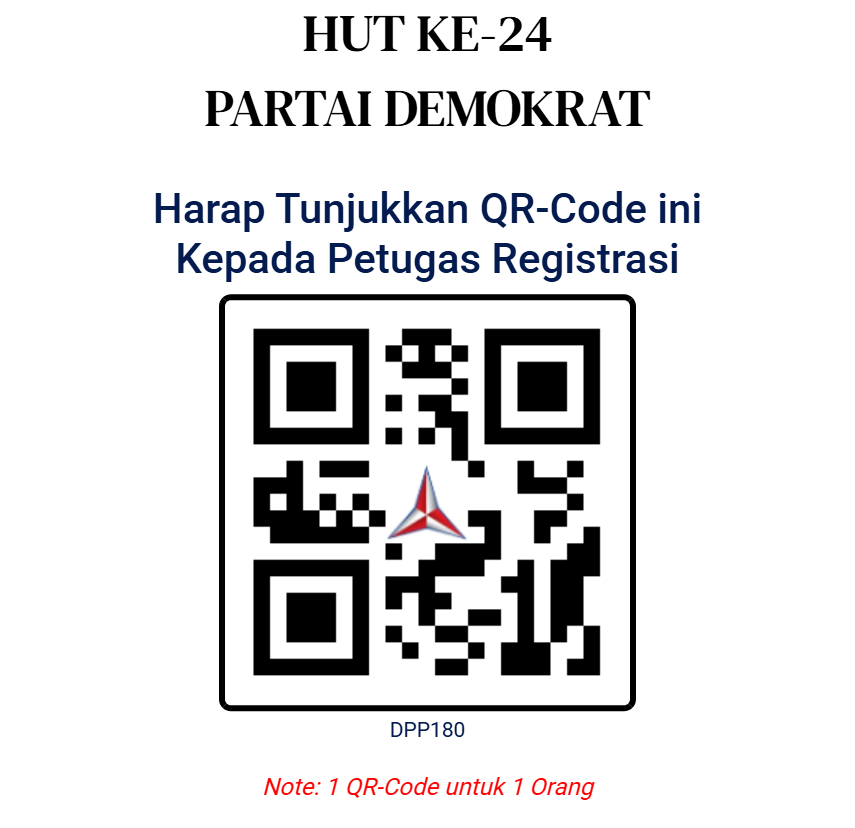 HUT KE-24
PARTAI DEMOKRAT
Harap Tunjukkan QR-Code ini
Kepada Petugas Registrasi
DPP180
Note: 1 QR-Code untuk 1 Orang